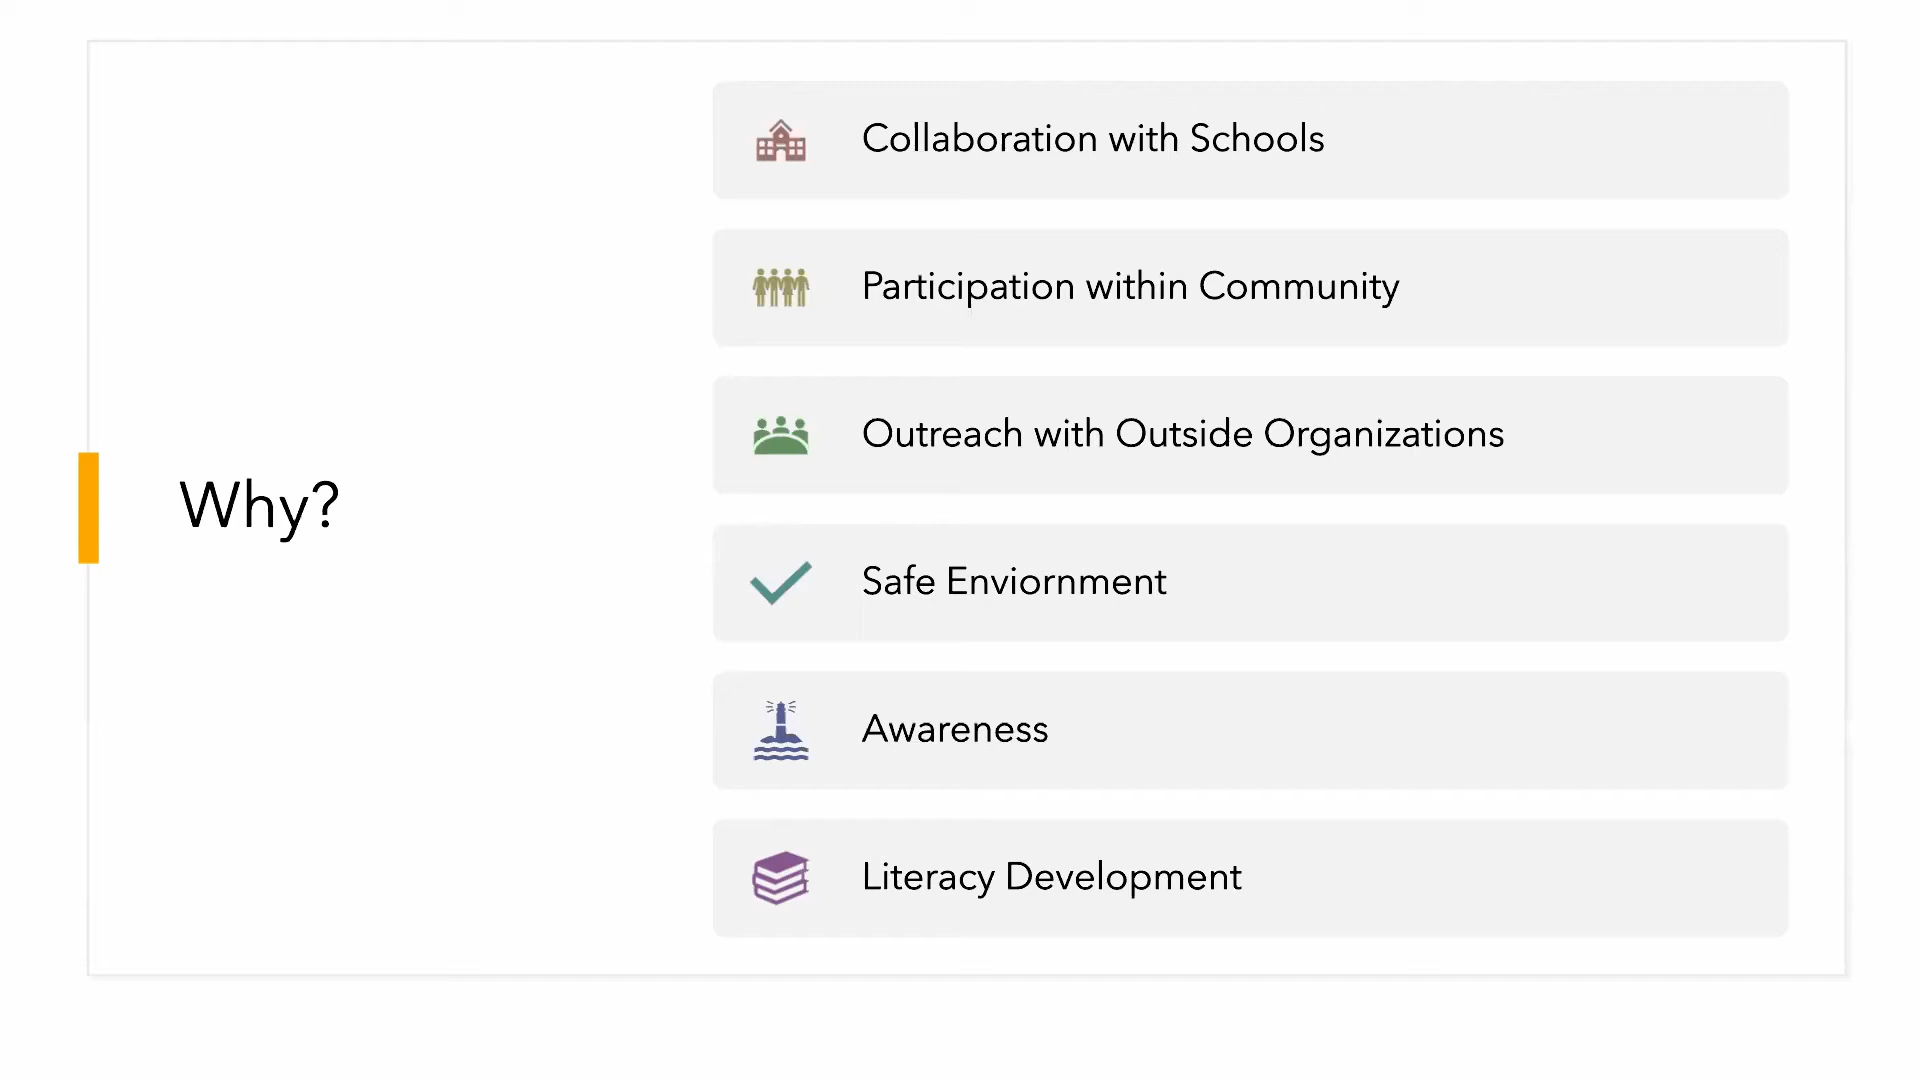 Why?
Collaboration with Schools
Participation within Community
Outreach with Outside Organizations
Safe Enviornment
Awareness
Literacy Development